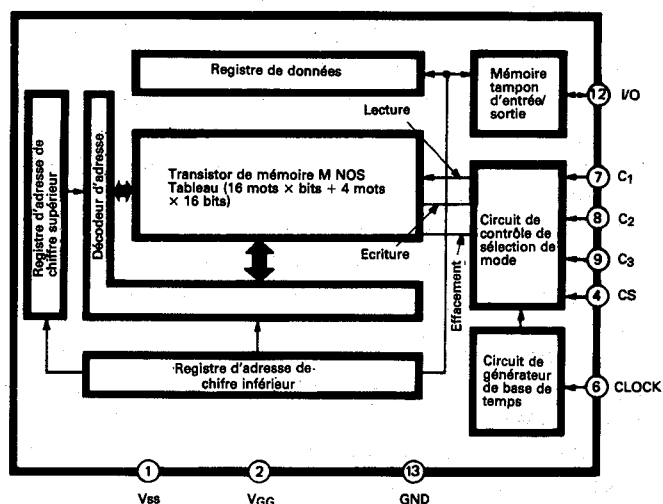 Registre de données
Mémoire
tampon
d'entrée/
sortie
12 I/O
Lecture
Registre d'adresse de
chiffre supérieur
Décodeur d'adresse
Transistor de mémoire M NOS
Tableau (16 mots × bits + 4 mots
× 16 bits)
Circuit de
contrôle de
sélection de
mode
7 C1
8 C2
9 C3
4 CS
Ecriture
Effacement
Registre d'adresse de
chifre inférieur
Circuit de
générateur
de base de
temps
6 CLOCK
1 2 13
Vss VGG GND